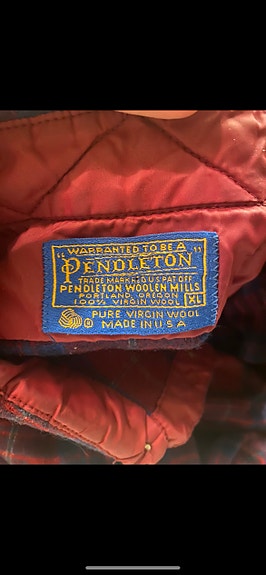 "WARRANTED TO BE A"
PENDLETON
TRADE MARK REG US PAT OFF
PENDLETON WOOLEN MILLS
PORTLAND, OREGON
100% VIRGIN WOOL XL
PURE VIRGIN WOOL
MADE IN U.S.A